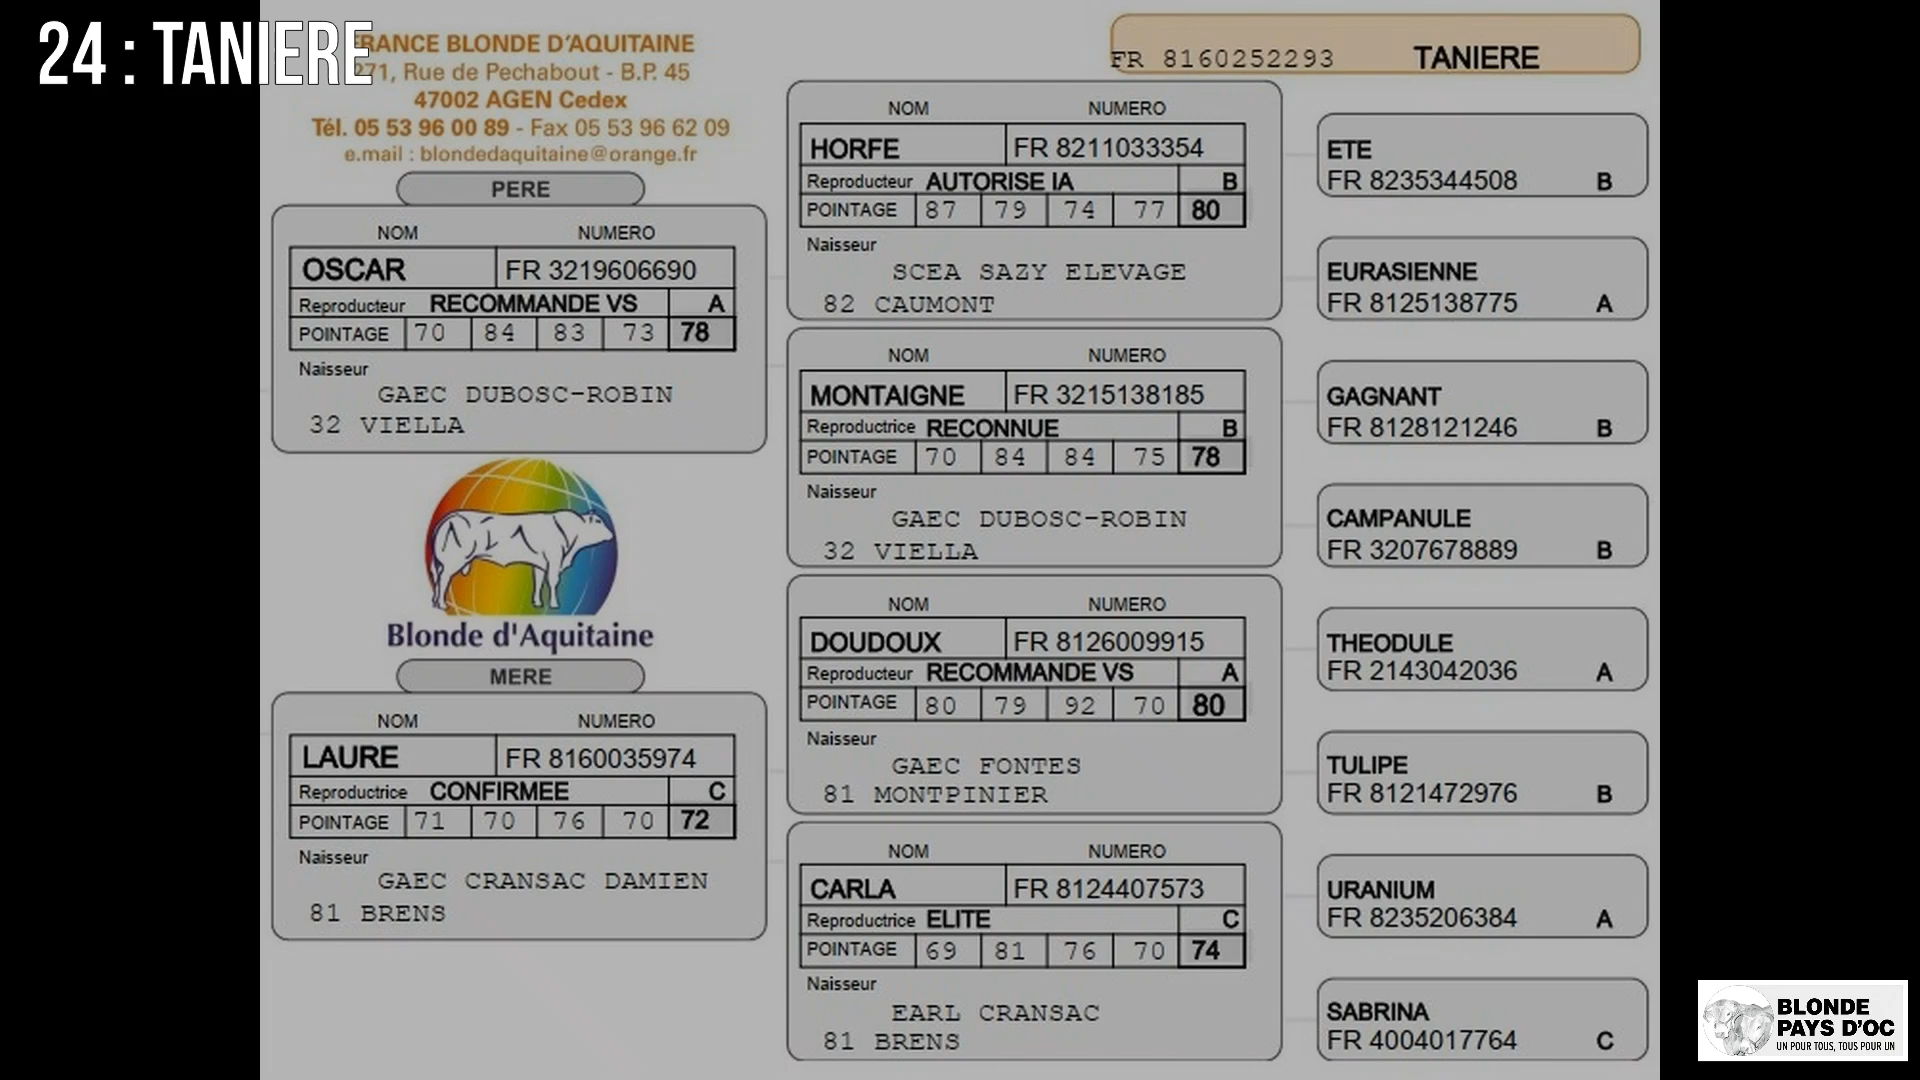 24 : TANIERE
FRANCE BLONDE D'AQUITAINE
271, Rue de Pechabout - B.P. 45
47002 AGEN Cedex
Tél. 05 53 96 00 89 - Fax 05 53 96 62 09
e.mail : blondedaquitaine@orange.fr
FR 8160252293 TANIERE
PERE
NOM NUMERO
OSCAR FR 3219606690
Reproducteur RECOMMANDE VS A
POINTAGE 70 84 83 73 78
Naisseur
GAEC DUBOSC-ROBIN
32 VIELLA
Blonde d'Aquitaine
MERE
NOM NUMERO
LAURE FR 8160035974
Reproductrice CONFIRMEE C
POINTAGE 71 70 76 70 72
Naisseur
GAEC CRANSAC DAMIEN
81 BRENS
NOM NUMERO
HORFE FR 8211033354
Reproducteur AUTORISE IA B
POINTAGE 87 79 74 77 80
Naisseur
SCEA SAZY ELEVAGE
82 CAUMONT
NOM NUMERO
MONTAIGNE FR 3215138185
Reproductrice RECONNUE B
POINTAGE 70 84 84 75 78
Naisseur
GAEC DUBOSC-ROBIN
32 VIELLA
NOM NUMERO
DOUDOUX FR 8126009915
Reproducteur RECOMMANDE VS A
POINTAGE 80 79 92 70 80
Naisseur
GAEC FONTES
81 MONTPINIER
NOM NUMERO
CARLA FR 8124407573
Reproductrice ELITE C
POINTAGE 69 81 76 70 74
Naisseur
EARL CRANSAC
81 BRENS
ETE
FR 8235344508 B
EURASIENNE
FR 8125138775 A
GAGNANT
FR 8128121246 B
CAMPANULE
FR 3207678889 B
THEODULE
FR 2143042036 A
TULIPE
FR 8121472976 B
URANIUM
FR 8235206384 A
SABRINA
FR 4004017764 C
BLONDE
PAYS D'OC
UN POUR TOUS, TOUS POUR UN